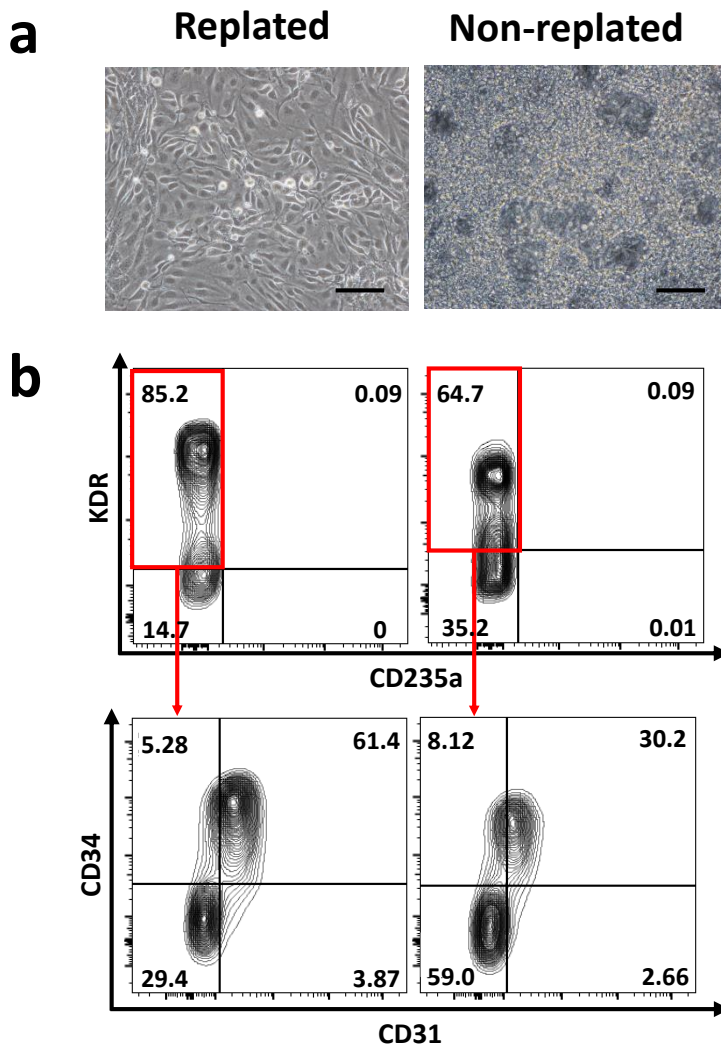 a
Replated
Non-replated
b
85.2
0.09
64.7
0.09
KDR
14.7
0
35.2
0.01
CD235a
5.28
61.4
8.12
30.2
CD34
29.4
3.87
59.0
2.66
CD31